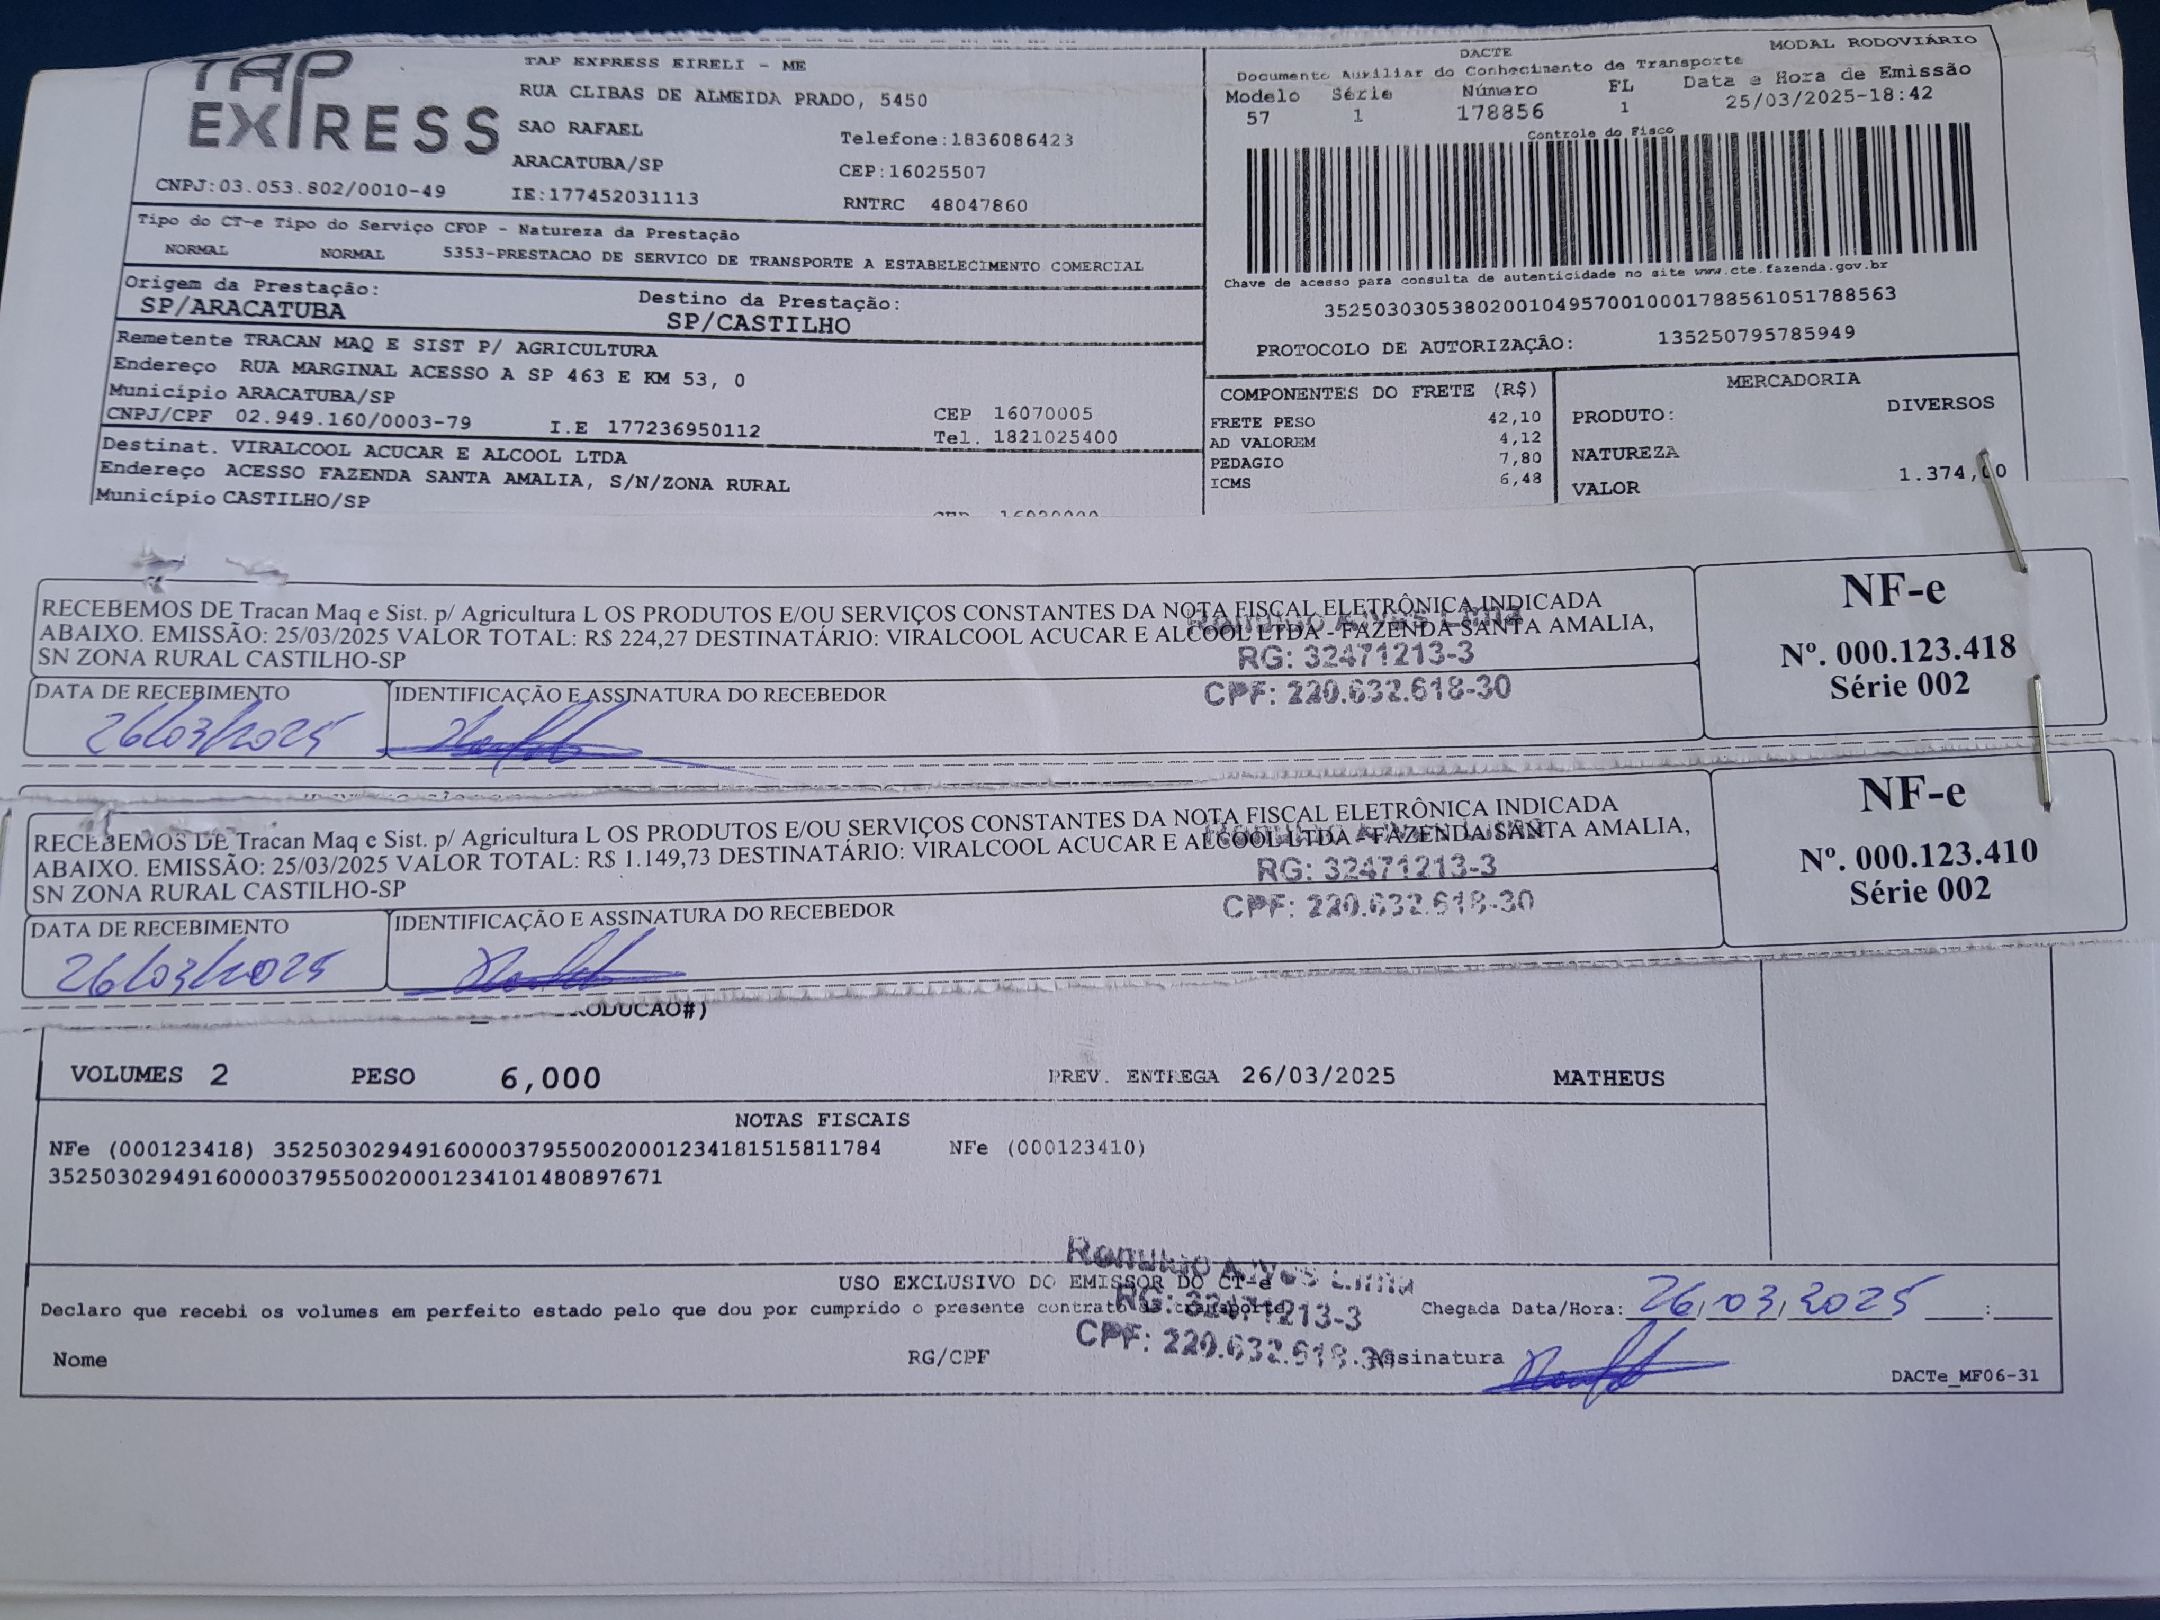 TAP
EXPRESS
TAP EXPRESS EIRELI - ME
RUA CLIBAS DE ALMEIDA PRADO, 5450
SAO RAFAEL
Telefone:1836086423
ARACATUBA/SP
CEP:16025507
CNPJ:03.053.802/0010-49
IE:177452031113
RNTRC 48047860
DACTE
MODAL RODOVIÁRIO
Documento Auxiliar do Conhecimento de Transporte
Modelo Série Número FL Data e Hora de Emissão
57 1 178856 1 25/03/2025-18:42
Controle do Fisco
Chave de acesso para consulta de autenticidade no site www.cte.fazenda.gov.br
35250303053802001049570010001788561051788563
PROTOCOLO DE AUTORIZAÇÃO: 135250795785949
Tipo do CT-e Tipo do Serviço CFOP - Natureza da Prestação
NORMAL NORMAL 5353-PRESTACAO DE SERVICO DE TRANSPORTE A ESTABELECIMENTO COMERCIAL
Origem da Prestação:
SP/ARACATUBA
Destino da Prestação:
SP/CASTILHO
Remetente TRACAN MAQ E SIST P/ AGRICULTURA
Endereço RUA MARGINAL ACESSO A SP 463 E KM 53, 0
Município ARACATUBA/SP
CEP 16070005
CNPJ/CPF 02.949.160/0003-79 I.E 177236950112 Tel. 1821025400
Destinat. VIRALCOOL ACUCAR E ALCOOL LTDA
Endereço ACESSO FAZENDA SANTA AMALIA, S/N/ZONA RURAL
Município CASTILHO/SP
COMPONENTES DO FRETE (R$)
FRETE PESO 42,10
AD VALOREM 4,12
PEDAGIO 7,80
ICMS 6,48
MERCADORIA
PRODUTO: DIVERSOS
NATUREZA
VALOR 1.374,00
RECEBEMOS DE Tracan Maq e Sist. p/ Agricultura L OS PRODUTOS E/OU SERVIÇOS CONSTANTES DA NOTA FISCAL ELETRÔNICA INDICADA
ABAIXO. EMISSÃO: 25/03/2025 VALOR TOTAL: R$ 224,27 DESTINATÁRIO: VIRALCOOL ACUCAR E ALCOOL LTDA - FAZENDA SANTA AMALIA,
SN ZONA RURAL CASTILHO-SP
RG: 32471213-3
CPF: 220.632.618-30
DATA DE RECEBIMENTO
IDENTIFICAÇÃO E ASSINATURA DO RECEBEDOR
26/03/2025
NF-e
Nº. 000.123.418
Série 002
RECEBEMOS DE Tracan Maq e Sist. p/ Agricultura L OS PRODUTOS E/OU SERVIÇOS CONSTANTES DA NOTA FISCAL ELETRÔNICA INDICADA
ABAIXO. EMISSÃO: 25/03/2025 VALOR TOTAL: R$ 1.149,73 DESTINATÁRIO: VIRALCOOL ACUCAR E ALCOOL LTDA - FAZENDA SANTA AMALIA,
SN ZONA RURAL CASTILHO-SP
RG: 32471213-3
CPF: 220.632.618-30
DATA DE RECEBIMENTO
IDENTIFICAÇÃO E ASSINATURA DO RECEBEDOR
26/03/2025
NF-e
Nº. 000.123.410
Série 002
VOLUMES 2 PESO 6,000 PREV. ENTREGA 26/03/2025 MATHEUS
NOTAS FISCAIS
NFe (000123418) 35250302949160000379550020001234181515811784 NFe (000123410)
35250302949160000379550020001234101480897671
Alves Lima
RG: 32471213-3
CPF: 220.632.618-30
USO EXCLUSIVO DO EMISSOR DO CT-e
Declaro que recebi os volumes em perfeito estado pelo que dou por cumprido o presente contrato de transporte
Chegada Data/Hora: 26/03/2025 :
Nome RG/CPF Assinatura
DACTe_MF06-31